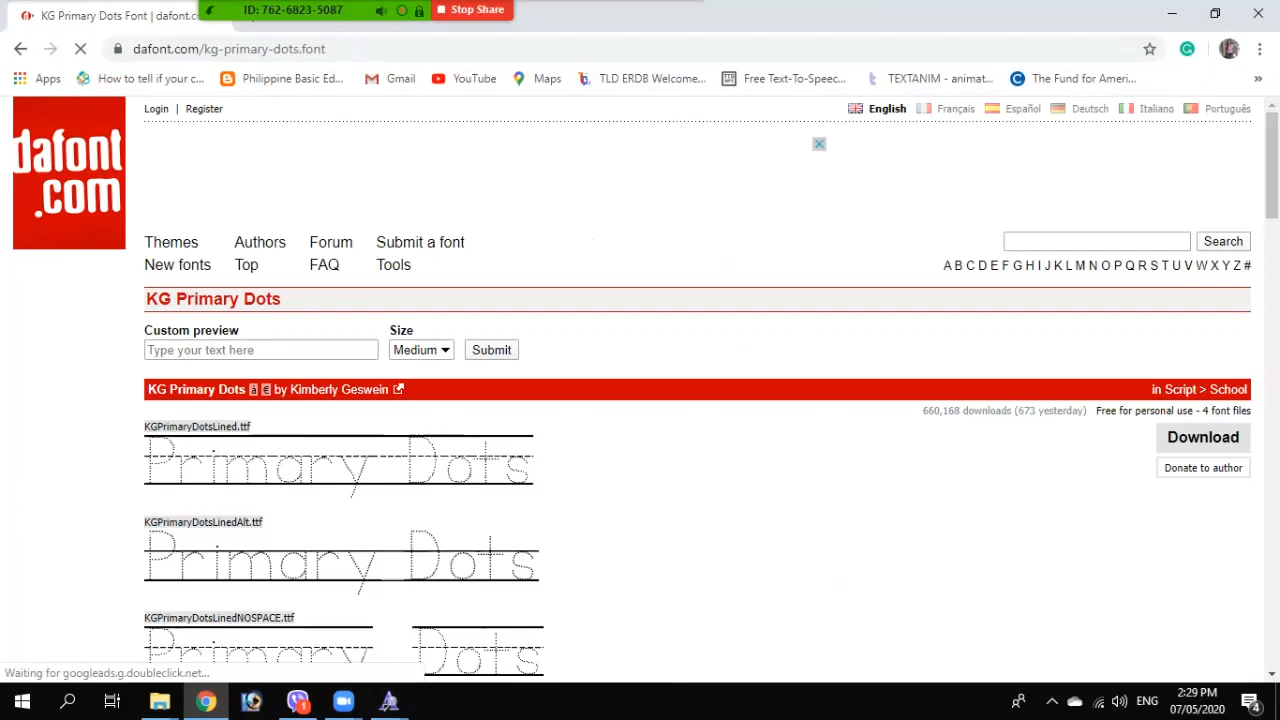 KG Primary Dots Font | dafont.co
ID: 762-6823-5087
Stop Share
dafont.com/kg-primary-dots.font
Apps
How to tell if your c...
Philippine Basic Ed...
Gmail
YouTube
Maps
TLD ERDB Welcome...
Free Text-To-Speec...
TEXTANIM - animat...
The Fund for Ameri...
»
dafont
.com
Login | Register
English
Français
Español
Deutsch
Italiano
Português
Themes
Authors
Forum
Submit a font
Search
New fonts
Top
FAQ
Tools
A B C D E F G H I J K L M N O P Q R S T U V W X Y Z #
KG Primary Dots
Custom preview
Size
Type your text here
Medium
Submit
KG Primary Dots à € by Kimberly Geswein
in Script > School
660,168 downloads (673 yesterday)
Free for personal use - 4 font files
KGPrimaryDotsLined.ttf
Download
Primary Dots
Donate to author
KGPrimaryDotsLinedAlt.ttf
Primary Dots
KGPrimaryDotsLinedNOSPACE.ttf
Primary Dots
Waiting for googleads.g.doubleclick.net...
1
ENG
2:29 PM
07/05/2020
4